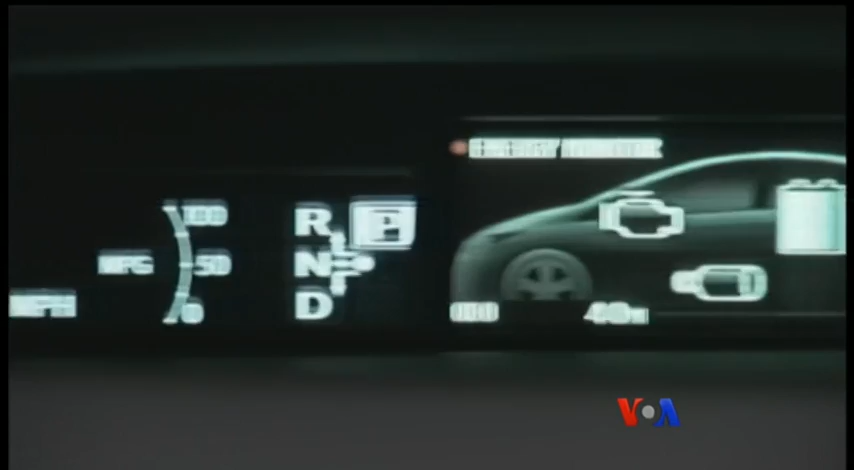 ENERGY MONITOR
100
R P
MPG 50
N
MPH 0
D
VOA